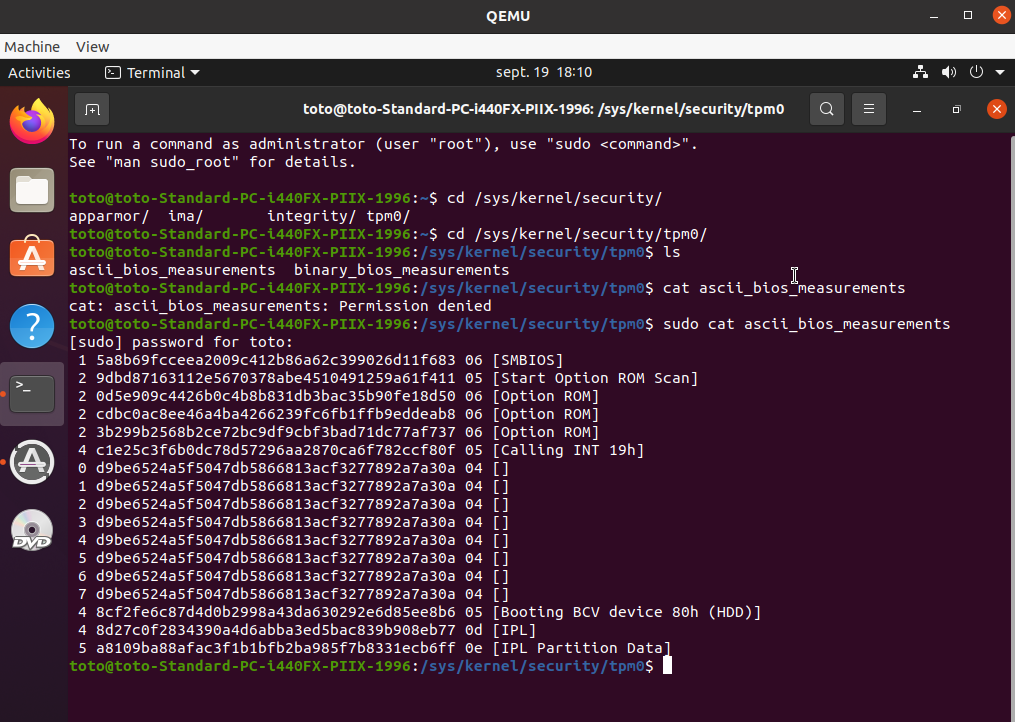 QEMU
Machine View
Activities Terminal sept. 19 18:10
toto@toto-Standard-PC-i440FX-PIIX-1996: /sys/kernel/security/tpm0
To run a command as administrator (user "root"), use "sudo <command>".
See "man sudo_root" for details.
toto@toto-Standard-PC-i440FX-PIIX-1996:~$ cd /sys/kernel/security/
apparmor/  ima/       integrity/ tpm0/
toto@toto-Standard-PC-i440FX-PIIX-1996:~$ cd /sys/kernel/security/tpm0/
toto@toto-Standard-PC-i440FX-PIIX-1996:/sys/kernel/security/tpm0$ ls
ascii_bios_measurements  binary_bios_measurements
toto@toto-Standard-PC-i440FX-PIIX-1996:/sys/kernel/security/tpm0$ cat ascii_bios_measurements
cat: ascii_bios_measurements: Permission denied
toto@toto-Standard-PC-i440FX-PIIX-1996:/sys/kernel/security/tpm0$ sudo cat ascii_bios_measurements
[sudo] password for toto:
 1 5a8b69fcceea2009c412b86a62c399026d11f683 06 [SMBIOS]
 2 9dbd87163112e5670378abe4510491259a61f411 05 [Start Option ROM Scan]
 2 0d5e909c4426b0c4b8b831db3bac35b90fe18d50 06 [Option ROM]
 2 cdbc0ac8ee46a4ba4266239fc6fb1ffb9eddeab8 06 [Option ROM]
 2 3b299b2568b2ce72bc9df9cbf3bad71dc77af737 06 [Option ROM]
 4 c1e25c3f6b0dc78d57296aa2870ca6f782ccf80f 05 [Calling INT 19h]
 0 d9be6524a5f5047db5866813acf3277892a7a30a 04 []
 1 d9be6524a5f5047db5866813acf3277892a7a30a 04 []
 2 d9be6524a5f5047db5866813acf3277892a7a30a 04 []
 3 d9be6524a5f5047db5866813acf3277892a7a30a 04 []
 4 d9be6524a5f5047db5866813acf3277892a7a30a 04 []
 5 d9be6524a5f5047db5866813acf3277892a7a30a 04 []
 6 d9be6524a5f5047db5866813acf3277892a7a30a 04 []
 7 d9be6524a5f5047db5866813acf3277892a7a30a 04 []
 4 8cf2fe6c87d4d0b2998a43da630292e6d85ee8b6 05 [Booting BCV device 80h (HDD)]
 4 8d27c0f2834390a4d6abba3ed5bac839b908eb77 0d [IPL]
 5 a8109ba88afac3f1b1bfb2ba985f7b8331ecb6ff 0e [IPL Partition Data]
toto@toto-Standard-PC-i440FX-PIIX-1996:/sys/kernel/security/tpm0$
DVD